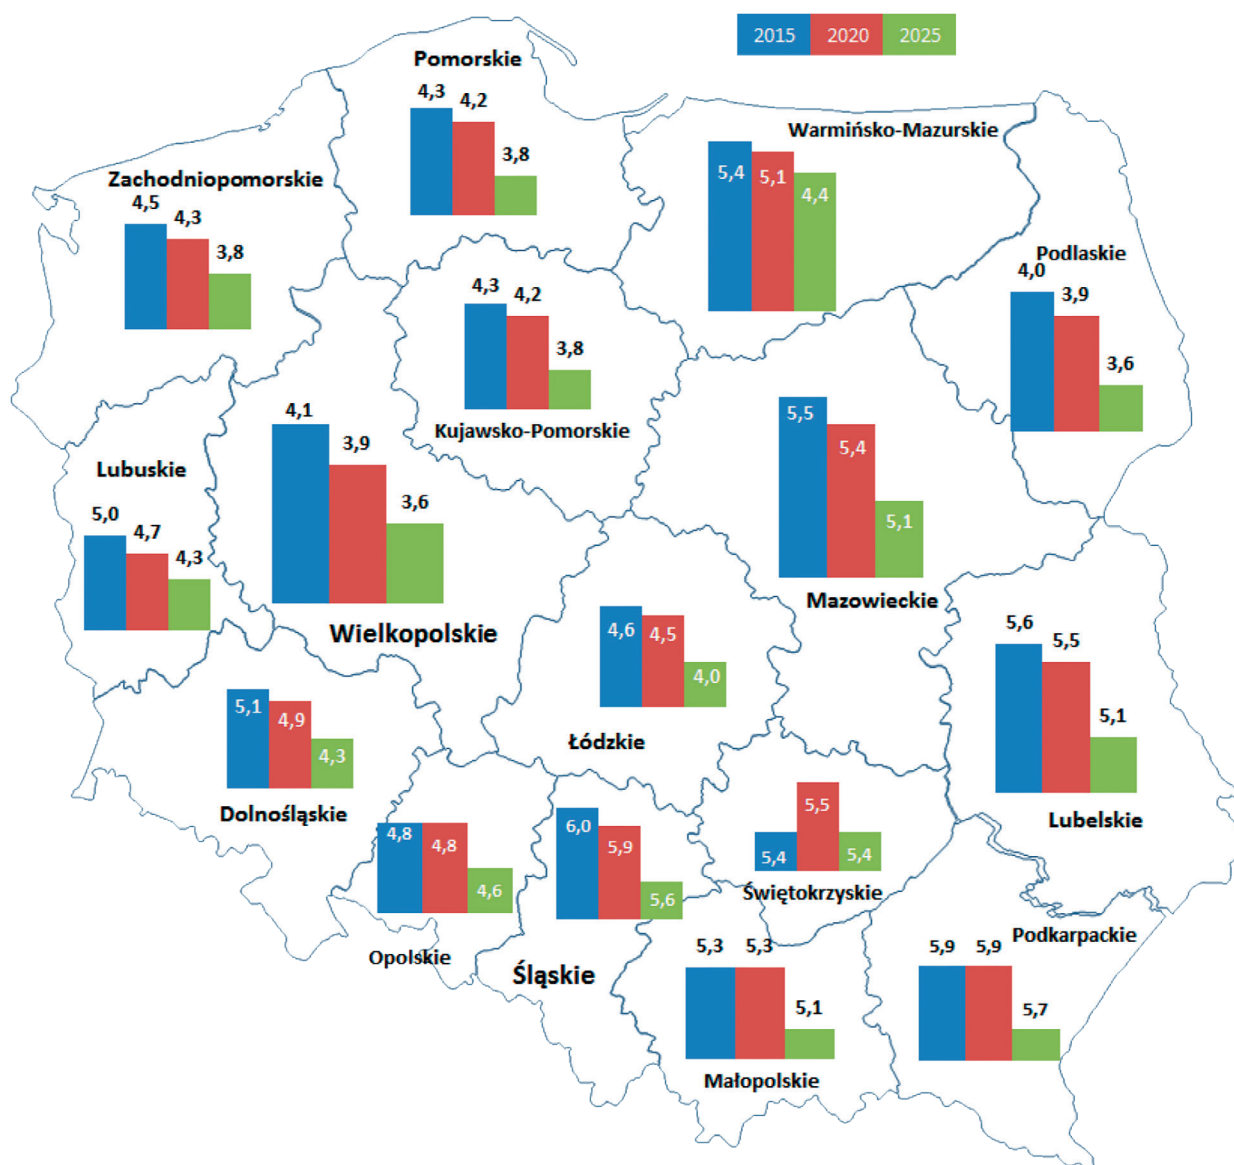 2015 2020 2025
Pomorskie
4,3 4,2 3,8
Warmińsko-Mazurskie
5,4 5,1 4,4
Zachodniopomorskie
4,5 4,3 3,8
Podlaskie
4,0 3,9 3,6
4,3 4,2 3,8
Kujawsko-Pomorskie
4,1 3,9 3,6
Wielkopolskie
5,5 5,4 5,1
Mazowieckie
Lubuskie
5,0 4,7 4,3
4,6 4,5 4,0
Łódzkie
5,6 5,5 5,1
Lubelskie
5,1 4,9 4,3
Dolnośląskie
4,8 4,8 4,6
Opolskie
6,0 5,9 5,6
Śląskie
5,4 5,5 5,4
Świętokrzyskie
5,3 5,3 5,1
Małopolskie
Podkarpackie
5,9 5,9 5,7